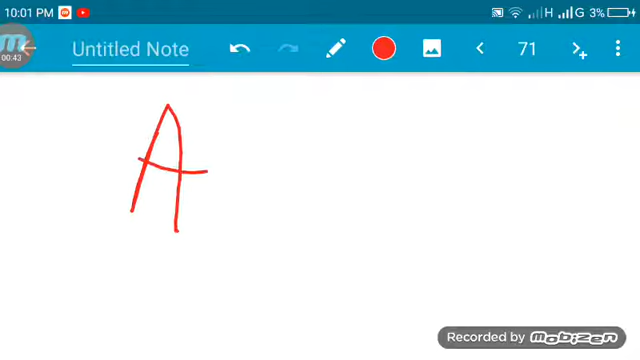 10:01 PM H G 3%
00:43 Untitled Note 71
A
Recorded by mobizen